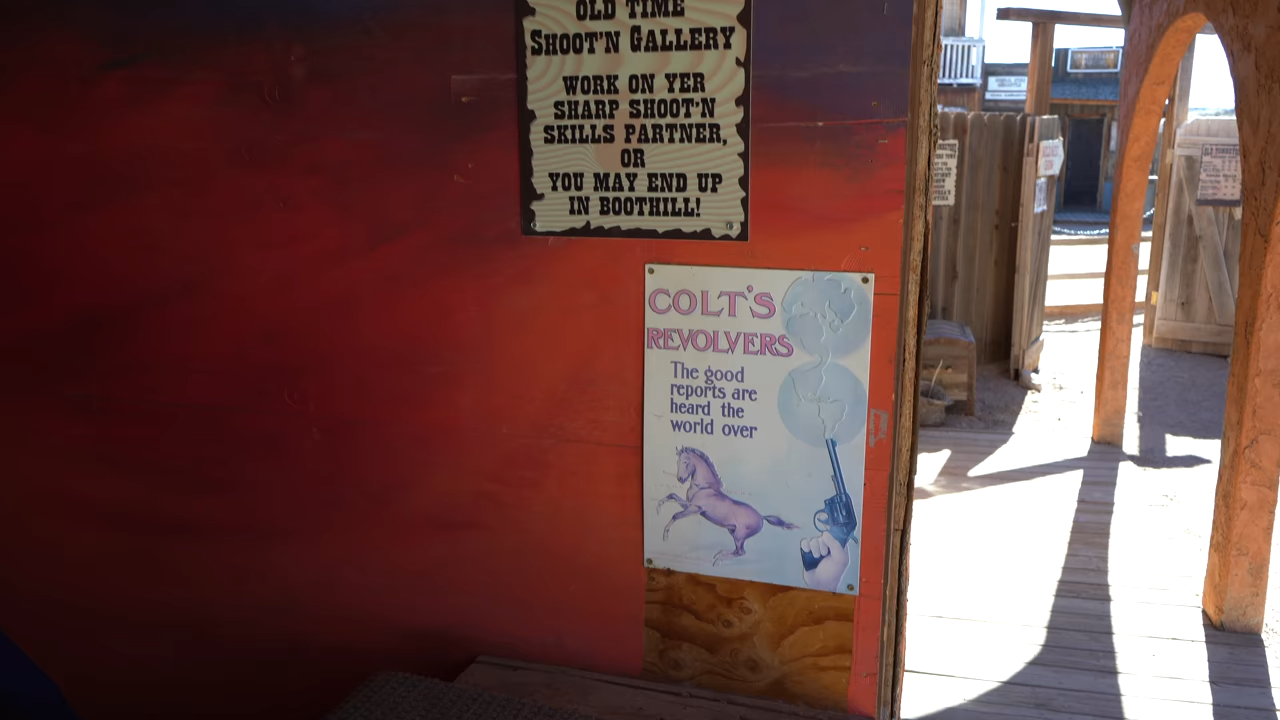 OLD TIME
SHOOT'N GALLERY
WORK ON YER
SHARP SHOOT'N
SKILLS PARTNER,
OR
YOU MAY END UP
IN BOOTHILL!
COLT'S
REVOLVERS
The good
reports are
heard the
world over